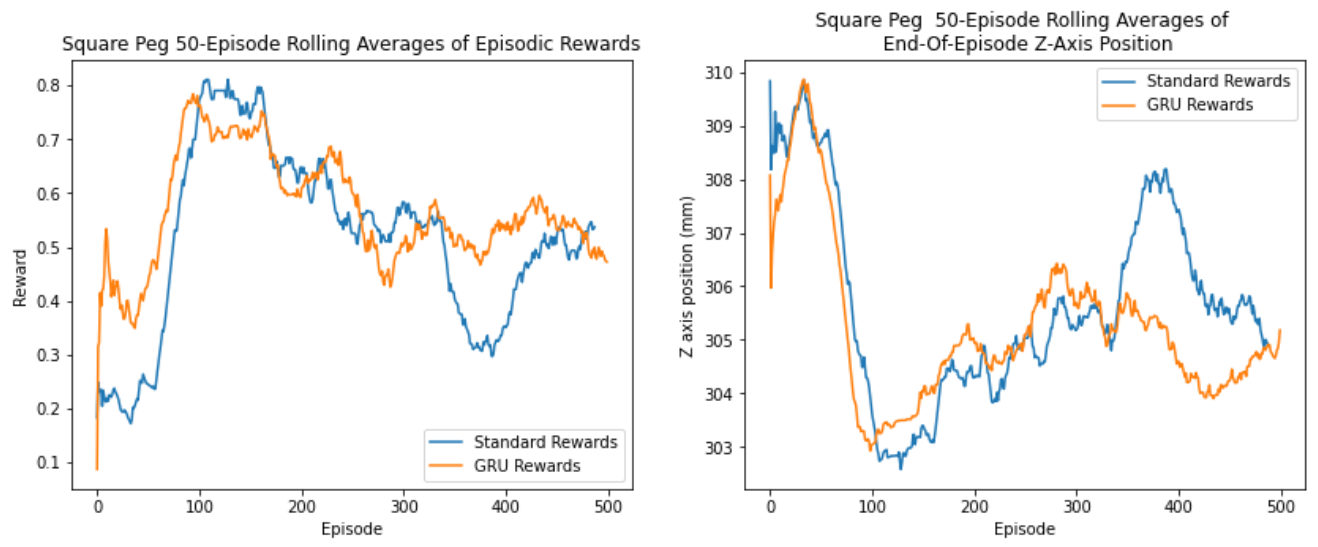 Square Peg 50-Episode Rolling Averages of Episodic Rewards
0.8
0.7
0.6
0.5
0.4
0.3
0.2
0.1
Reward
Standard Rewards
GRU Rewards
0 100 200 300 400 500
Episode
Square Peg  50-Episode Rolling Averages of
End-Of-Episode Z-Axis Position
310
309
308
307
306
305
304
303
Z axis position (mm)
Standard Rewards
GRU Rewards
0 100 200 300 400 500
Episode